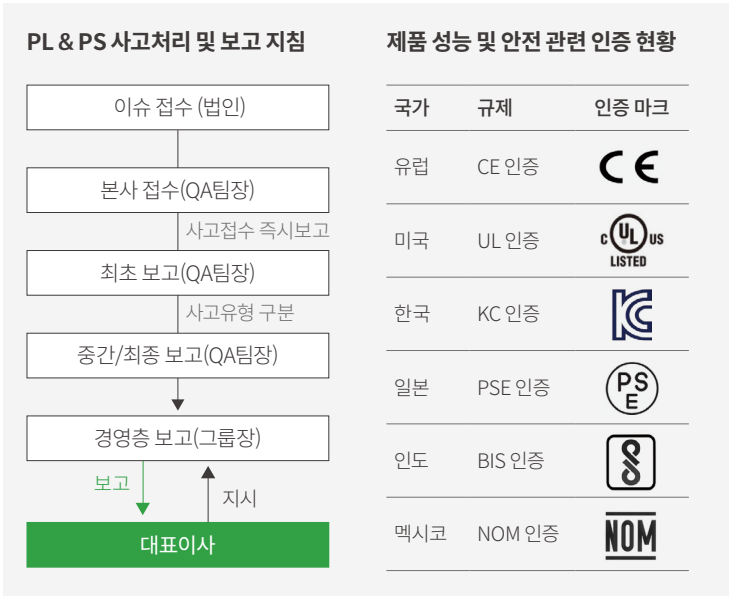 PL & PS 사고처리 및 보고 지침
이슈 접수 (법인)
본사 접수(QA팀장)
사고접수 즉시보고
최초 보고(QA팀장)
사고유형 구분
중간/최종 보고(QA팀장)
경영층 보고(그룹장)
보고
지시
대표이사
제품 성능 및 안전 관련 인증 현황
국가 규제 인증 마크
유럽 CE 인증 CE
미국 UL 인증 C UL US
LISTED
한국 KC 인증 KC
일본 PSE 인증 PS
E
인도 BIS 인증
멕시코 NOM 인증 NOM